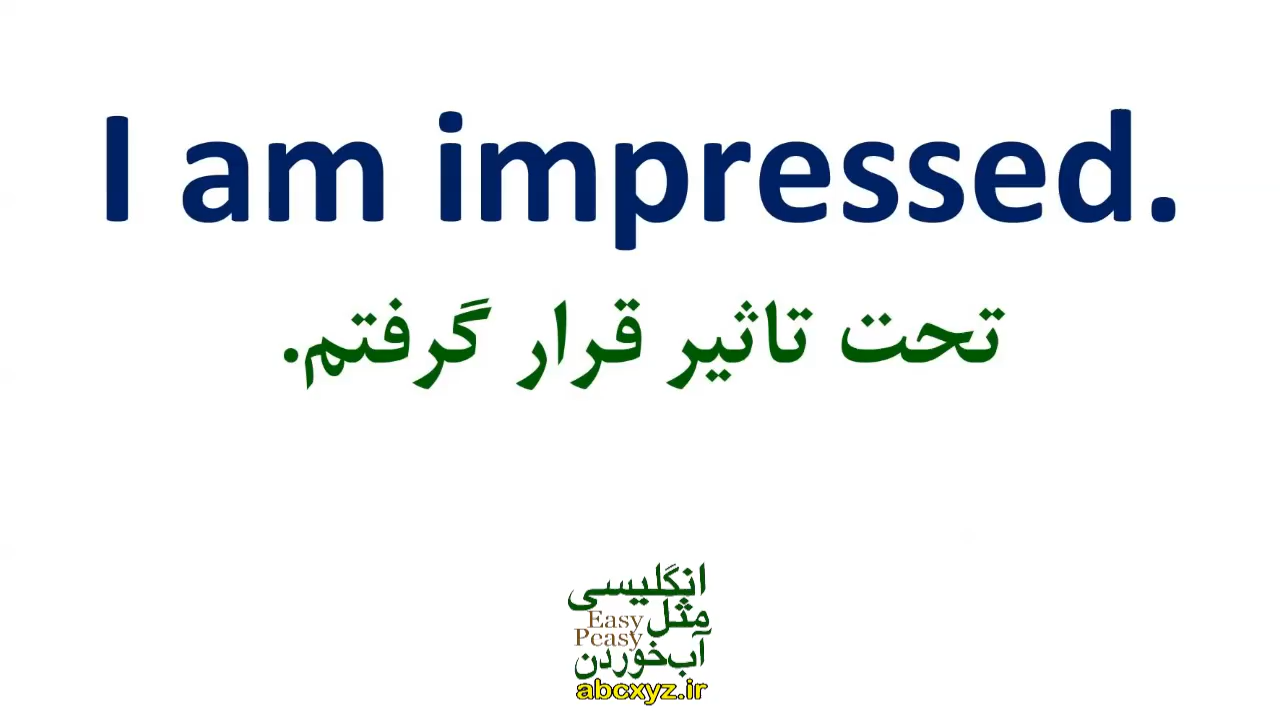 I am impressed.
تحت تاثیر قرار گرفتم.
انگلیسی
مثل
Easy
Peasy
آب‌خوردن
abcxyz.ir